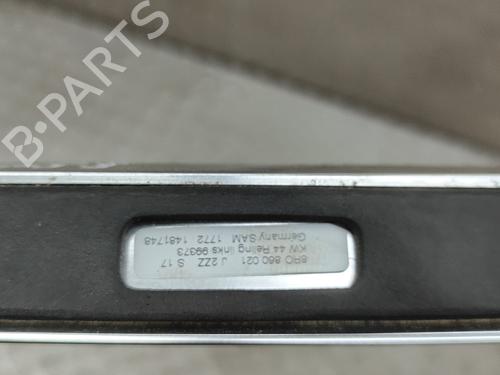 B-PARTS
8R0 860 021 J 2ZZ S 17
KW 44 Reling links 99373
Germany SAM 1772 1481748